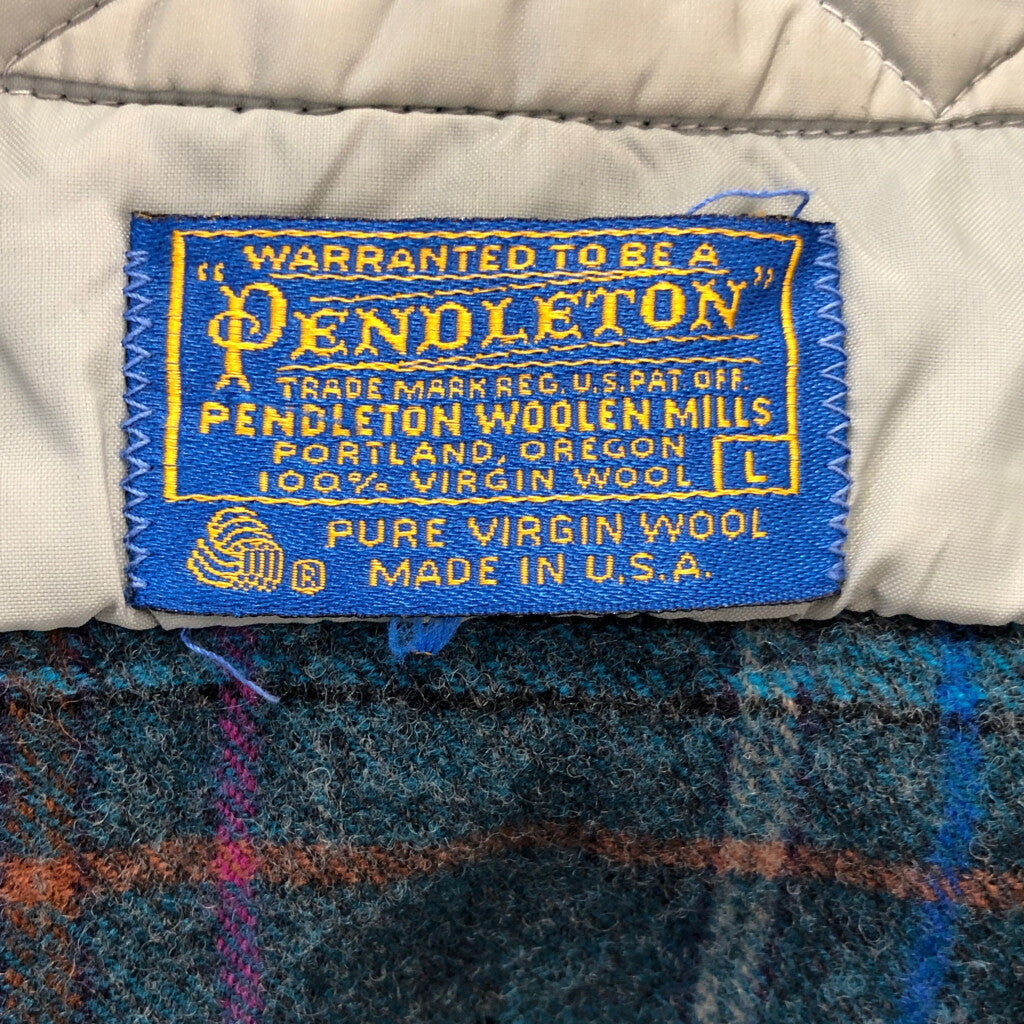 WARRANTED TO BE A
"PENDLETON"
TRADE MARK REG. U.S. PAT OFF.
PENDLETON WOOLEN MILLS
PORTLAND, OREGON
100% VIRGIN WOOL L
PURE VIRGIN WOOL
® MADE IN U.S.A.